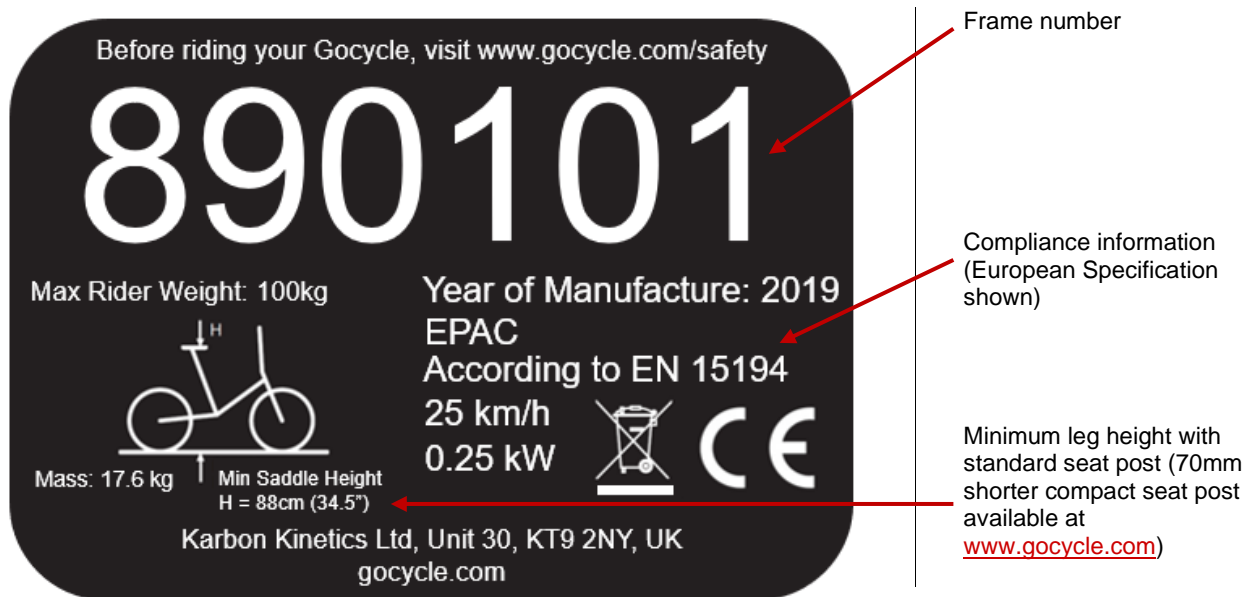 Before riding your Gocycle, visit www.gocycle.com/safety
890101
Max Rider Weight: 100kg
H
Mass: 17.6 kg
Min Saddle Height
H = 88cm (34.5")
Year of Manufacture: 2019
EPAC
According to EN 15194
25 km/h
0.25 kW
CE
Karbon Kinetics Ltd, Unit 30, KT9 2NY, UK
gocycle.com
Frame number
Compliance information
(European Specification
shown)
Minimum leg height with
standard seat post (70mm
shorter compact seat post
available at
www.gocycle.com)